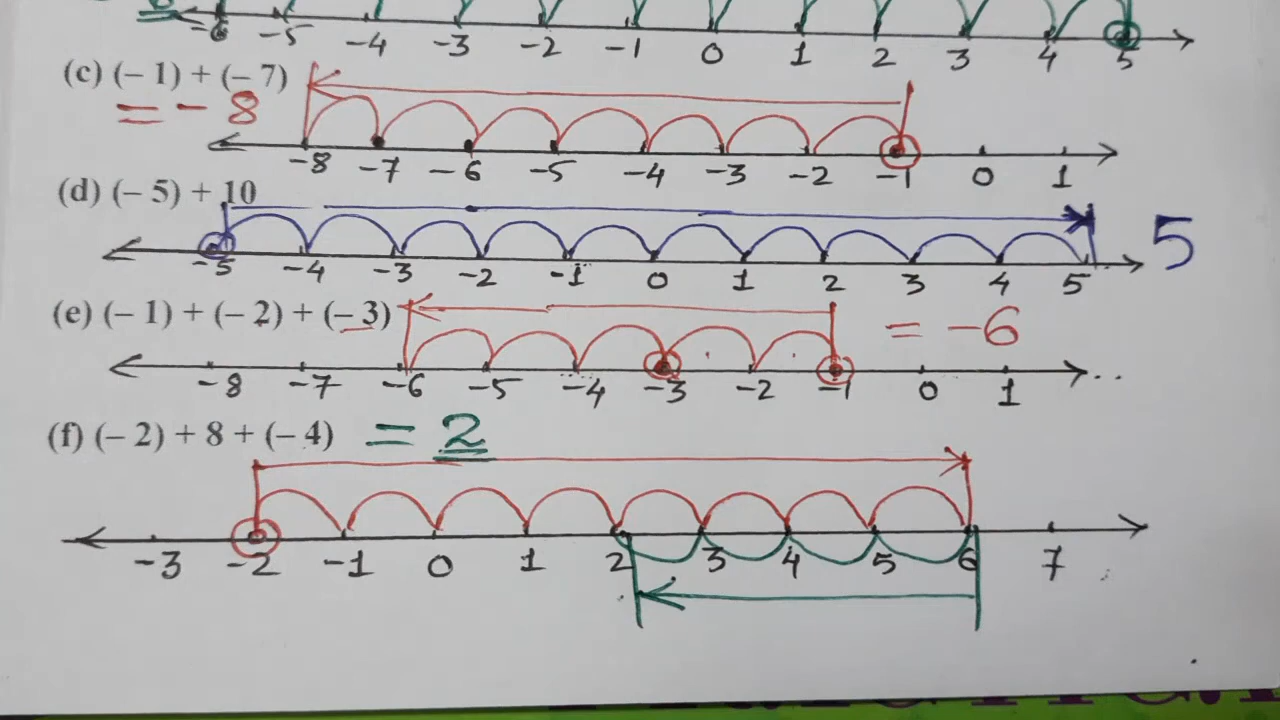 -6 -5 -4 -3 -2 -1 0 1 2 3 4 5
(c) (– 1) + (– 7)
= - 8
-8 -7 -6 -5 -4 -3 -2 -1 0 1
(d) (– 5) + 10
5
-5 -4 -3 -2 -1 0 1 2 3 4 5
(e) (– 1) + (– 2) + (– 3) = -6
-8 -7 -6 -5 -4 -3 -2 -1 0 1 ..
(f) (– 2) + 8 + (– 4) = 2
-3 -2 -1 0 1 2 3 4 5 6 7